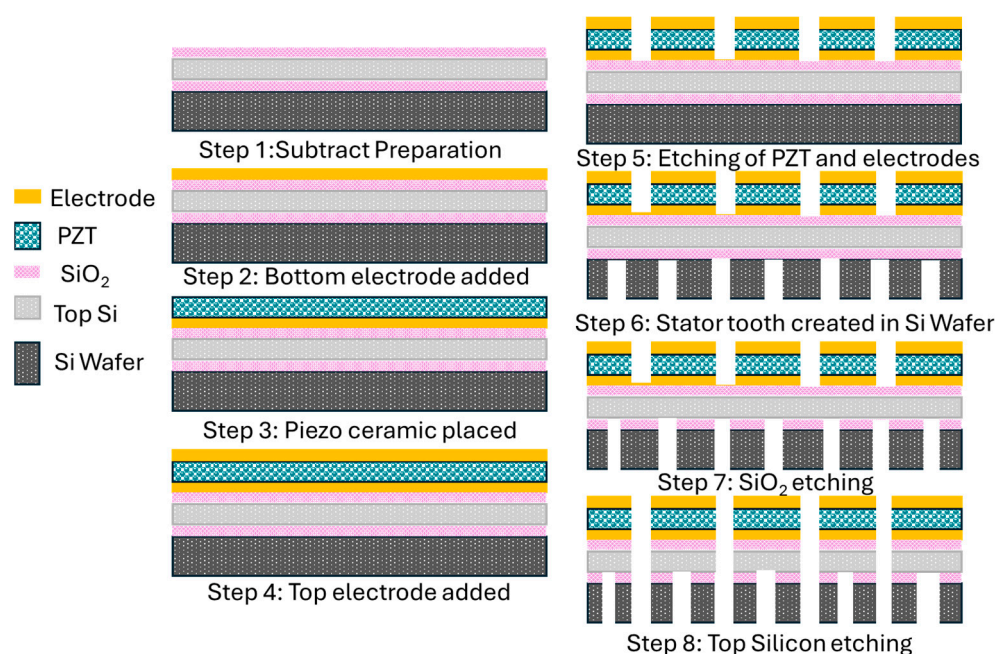 Electrode
PZT
SiO₂
Top Si
Si Wafer
Step 1:Subtract Preparation
Step 2: Bottom electrode added
Step 3: Piezo ceramic placed
Step 4: Top electrode added
Step 5: Etching of PZT and electrodes
Step 6: Stator tooth created in Si Wafer
Step 7: SiO₂ etching
Step 8: Top Silicon etching